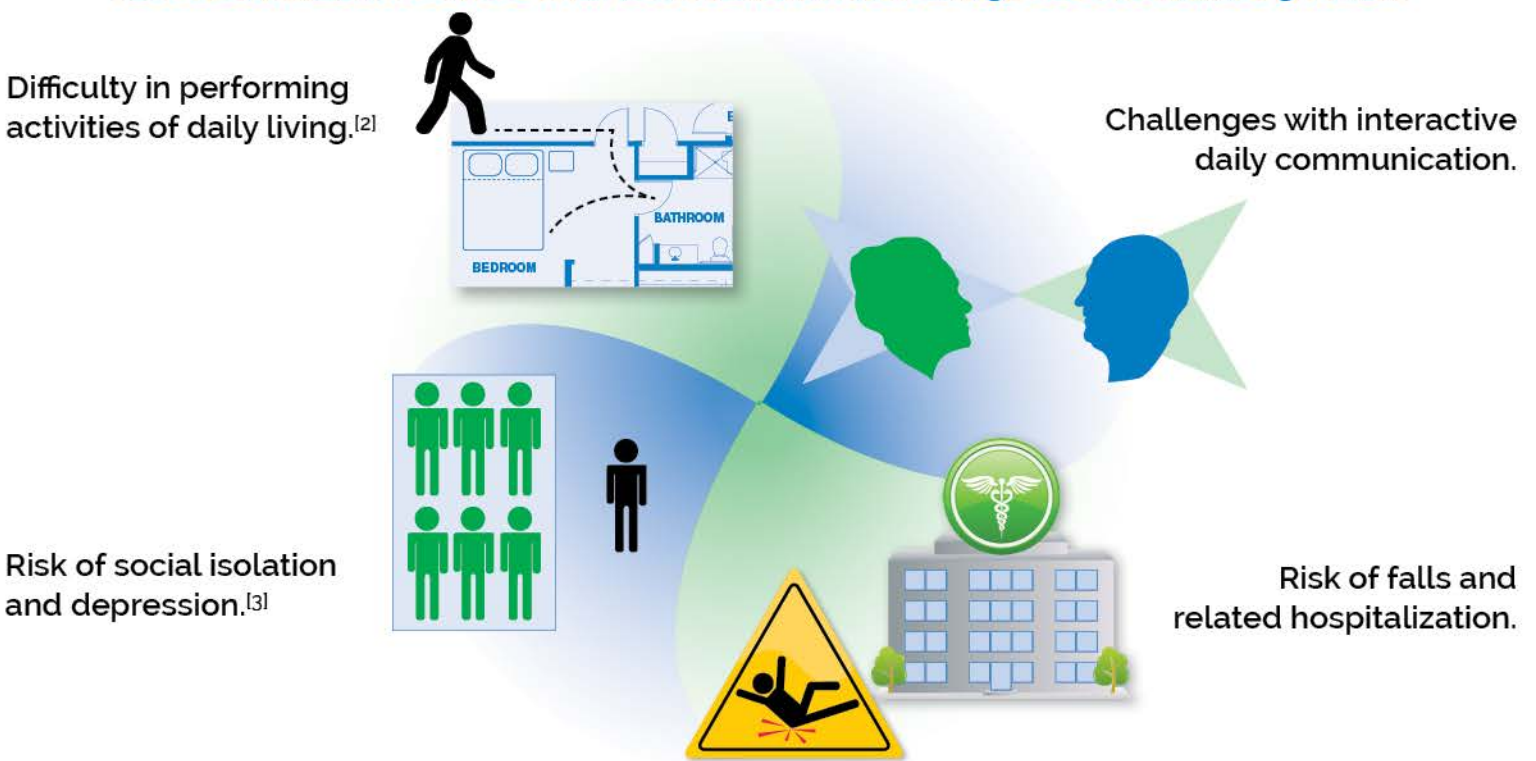 Difficulty in performing
activities of daily living.[2]
Challenges with interactive
daily communication.
BEDROOM
BATHROOM
Risk of social isolation
and depression.[3]
Risk of falls and
related hospitalization.